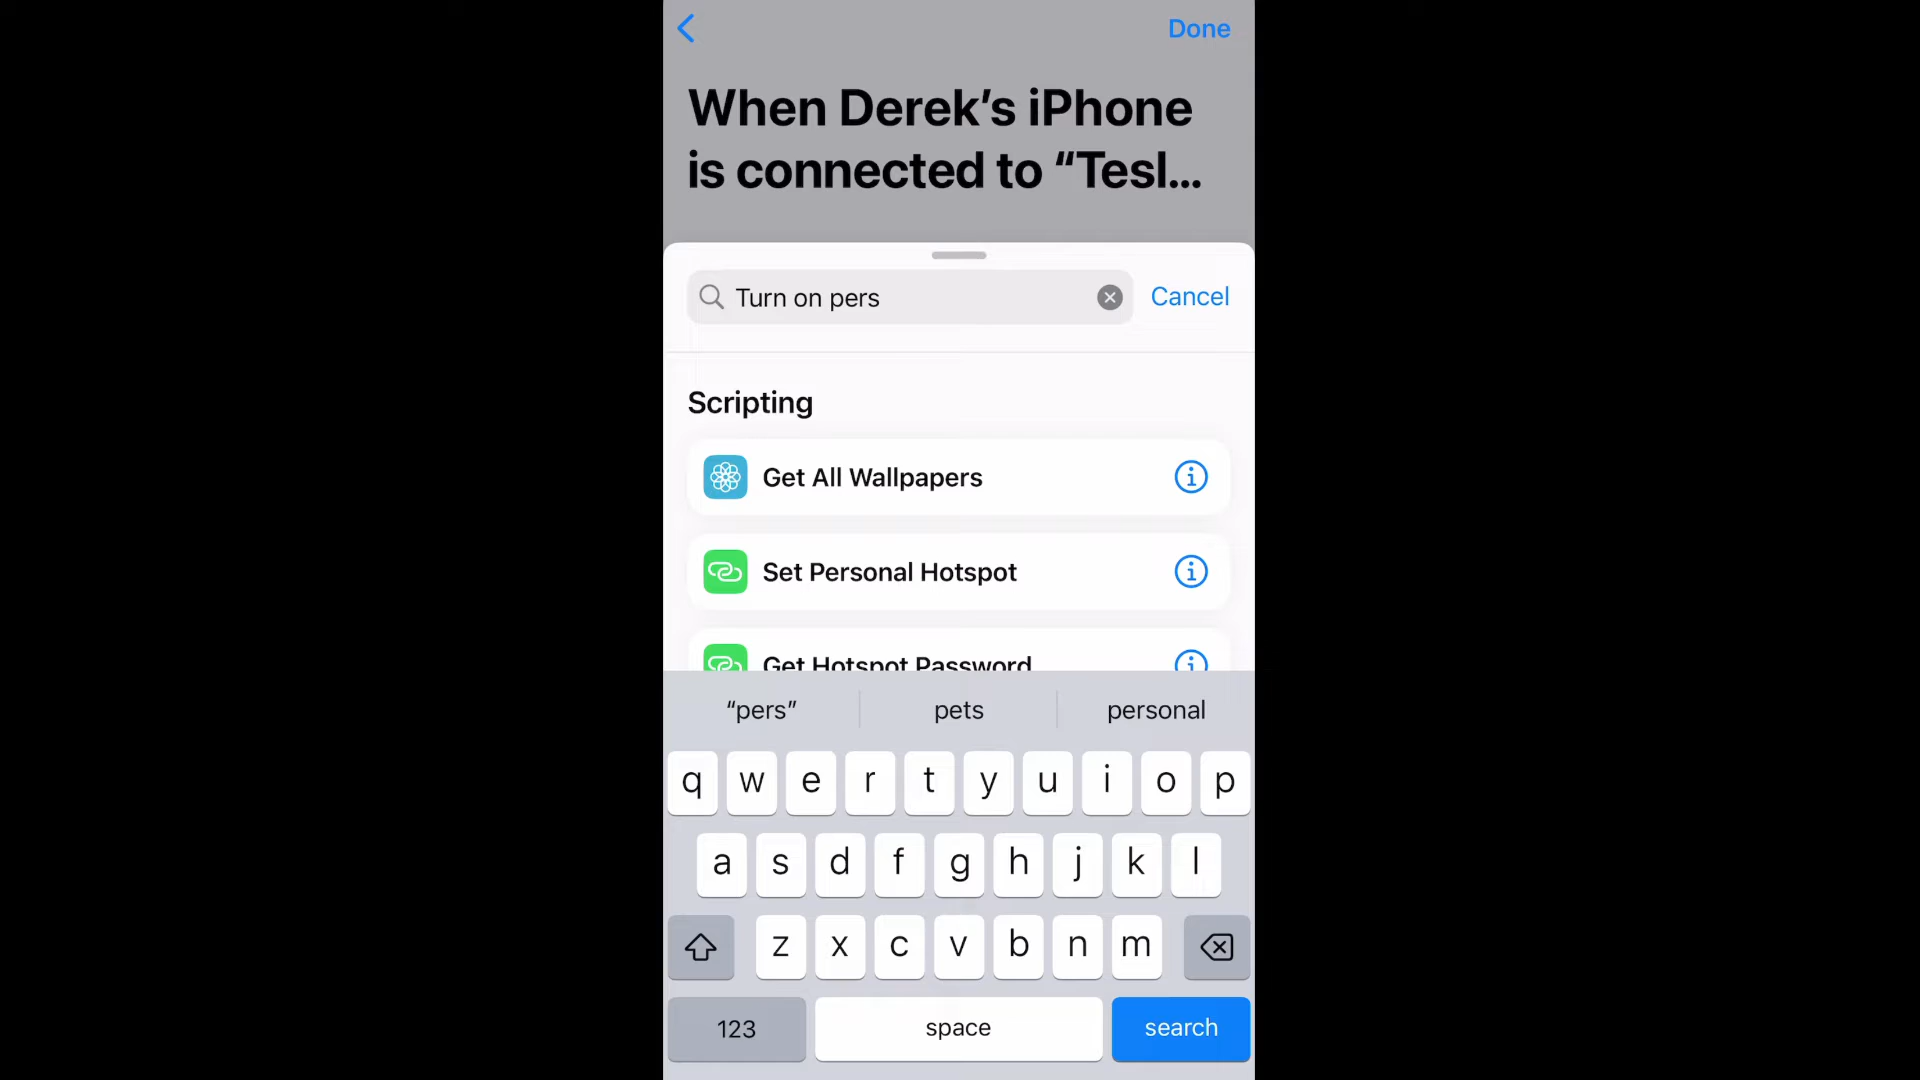 Done
When Derek’s iPhone
is connected to “Tesl...
Turn on pers
Cancel
Scripting
Get All Wallpapers
Set Personal Hotspot
Get Hotspot Password
“pers” pets personal
q w e r t y u i o p
a s d f g h j k l
z x c v b n m
123 space search